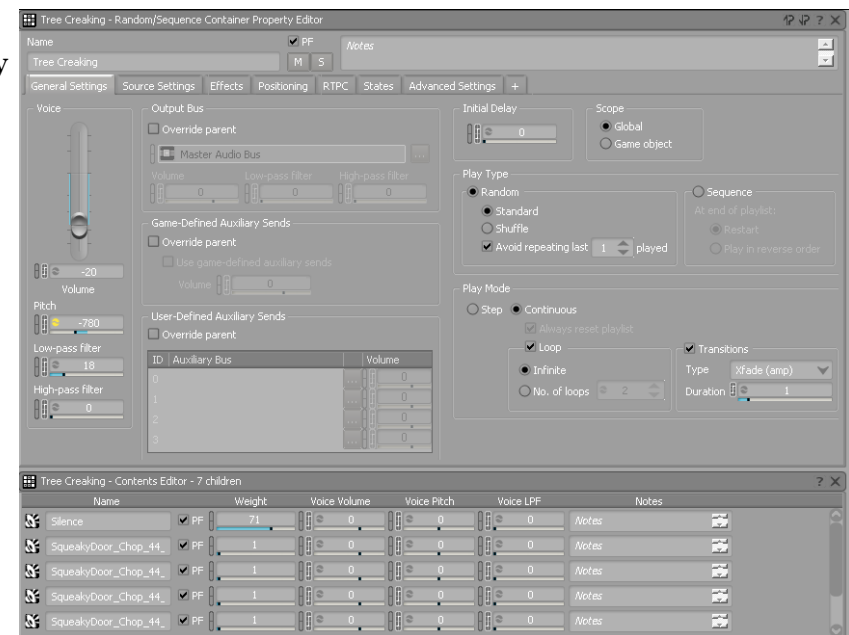 y
Tree Creaking - Random/Sequence Container Property Editor
Name
PF
Notes
Tree Creaking
M S
General Settings Source Settings Effects Positioning RTPC States Advanced Settings +
Voice
-20
Volume
Pitch
-780
Low-pass filter
18
High-pass filter
0
Output Bus
Override parent
Master Audio Bus ...
Volume Low-pass filter High-pass filter
0 0 0
Game-Defined Auxiliary Sends
Override parent
Use game-defined auxiliary sends
Volume 0
User-Defined Auxiliary Sends
Override parent
ID Auxiliary Bus Volume
0 ... 0
1 ... 0
2 ... 0
3 ... 0
Initial Delay
0
Scope
Global
Game object
Play Type
Random
Standard
Shuffle
Avoid repeating last 1 played
Sequence
At end of playlist:
Restart
Play in reverse order
Play Mode
Step Continuous
Always reset playlist
Loop
Infinite
No. of loops 2
Transitions
Type Xfade (amp)
Duration 1
Tree Creaking - Contents Editor - 7 children
? X
Name Weight Voice Volume Voice Pitch Voice LPF Notes
Silence PF 71 0 0 0 Notes
SqueakyDoor_Chop_44_ PF 1 0 0 0 Notes
SqueakyDoor_Chop_44_ PF 1 0 0 0 Notes
SqueakyDoor_Chop_44_ PF 1 0 0 0 Notes
SqueakyDoor_Chop_44_ PF 1 0 0 0 Notes